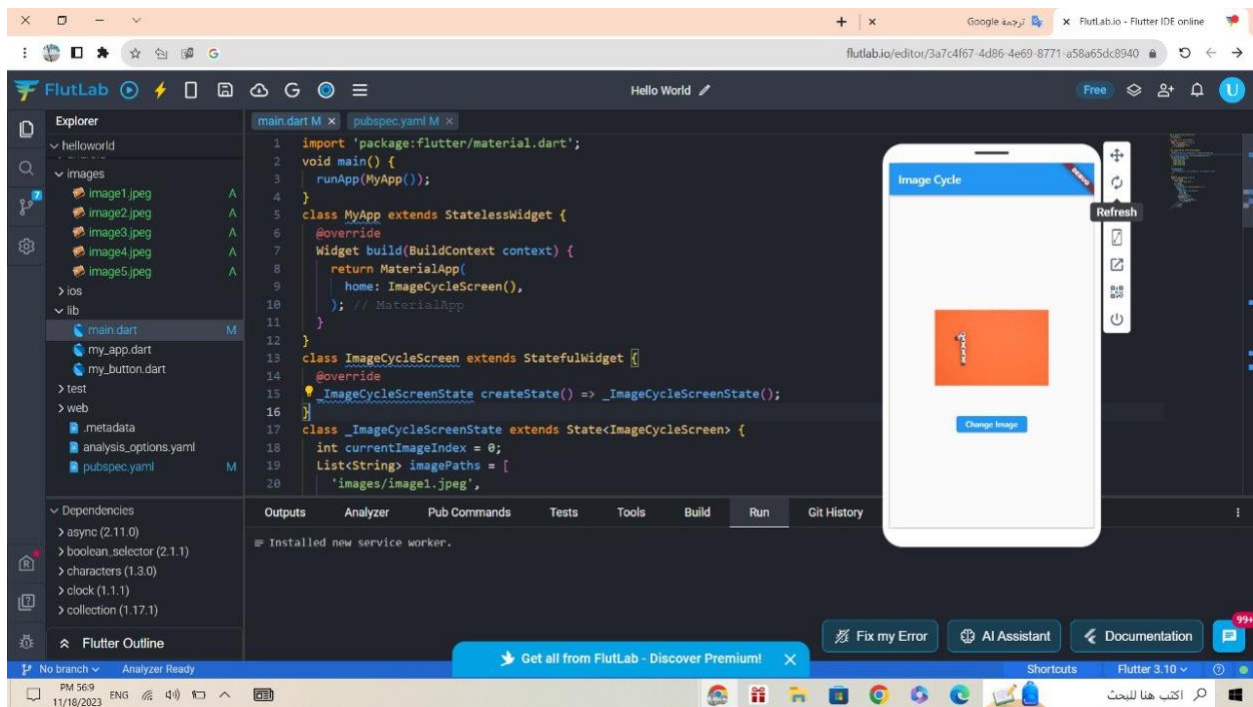 ترجمة Google
FlutLab.io - Flutter IDE online
flutlab.io/editor/3a7c4f67-4d86-4e69-8771-a58a65dc8940
FlutLab
Hello World
Free
U
Explorer
helloworld
images
image1.jpeg A
image2.jpeg A
image3.jpeg A
image4.jpeg A
image5.jpeg A
ios
lib
main.dart M
my_app.dart
my_button.dart
test
web
.metadata
analysis_options.yaml
pubspec.yaml M
Dependencies
async (2.11.0)
boolean_selector (2.1.1)
characters (1.3.0)
clock (1.1.1)
collection (1.17.1)
Flutter Outline
main.dart M × pubspec.yaml M ×
1 import 'package:flutter/material.dart';
2 void main() {
3 runApp(MyApp());
4 }
5 class MyApp extends StatelessWidget {
6 @override
7 Widget build(BuildContext context) {
8 return MaterialApp(
9 home: ImageCycleScreen(),
10 ); // MaterialApp
11 }
12 }
13 class ImageCycleScreen extends StatefulWidget {
14 @override
15 _ImageCycleScreenState createState() => _ImageCycleScreenState();
16 }
17 class _ImageCycleScreenState extends State<ImageCycleScreen> {
18 int currentImageIndex = 0;
19 List<String> imagePaths = [
20 'images/image1.jpeg',
Image Cycle
DEBUG
1
Change Image
Refresh
Outputs Analyzer Pub Commands Tests Tools Build Run Git History
Installed new service worker.
Fix my Error
AI Assistant
Documentation
99+
Get all from FlutLab - Discover Premium! ×
No branch Analyzer Ready
Shortcuts Flutter 3.10
PM 56:9
11/18/2023
ENG
اكتب هنا للبحث